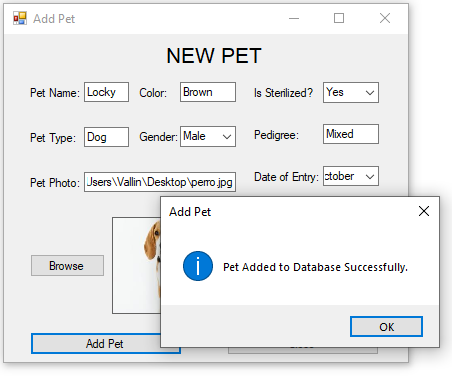 Add Pet
NEW PET
Pet Name: Locky Color: Brown Is Sterilized? Yes
Pet Type: Dog Gender: Male Pedigree: Mixed
Pet Photo: Users\Vallin\Desktop\perro.jpg Date of Entry: ctober
Add Pet
Pet Added to Database Successfully.
Browse
OK
Add Pet